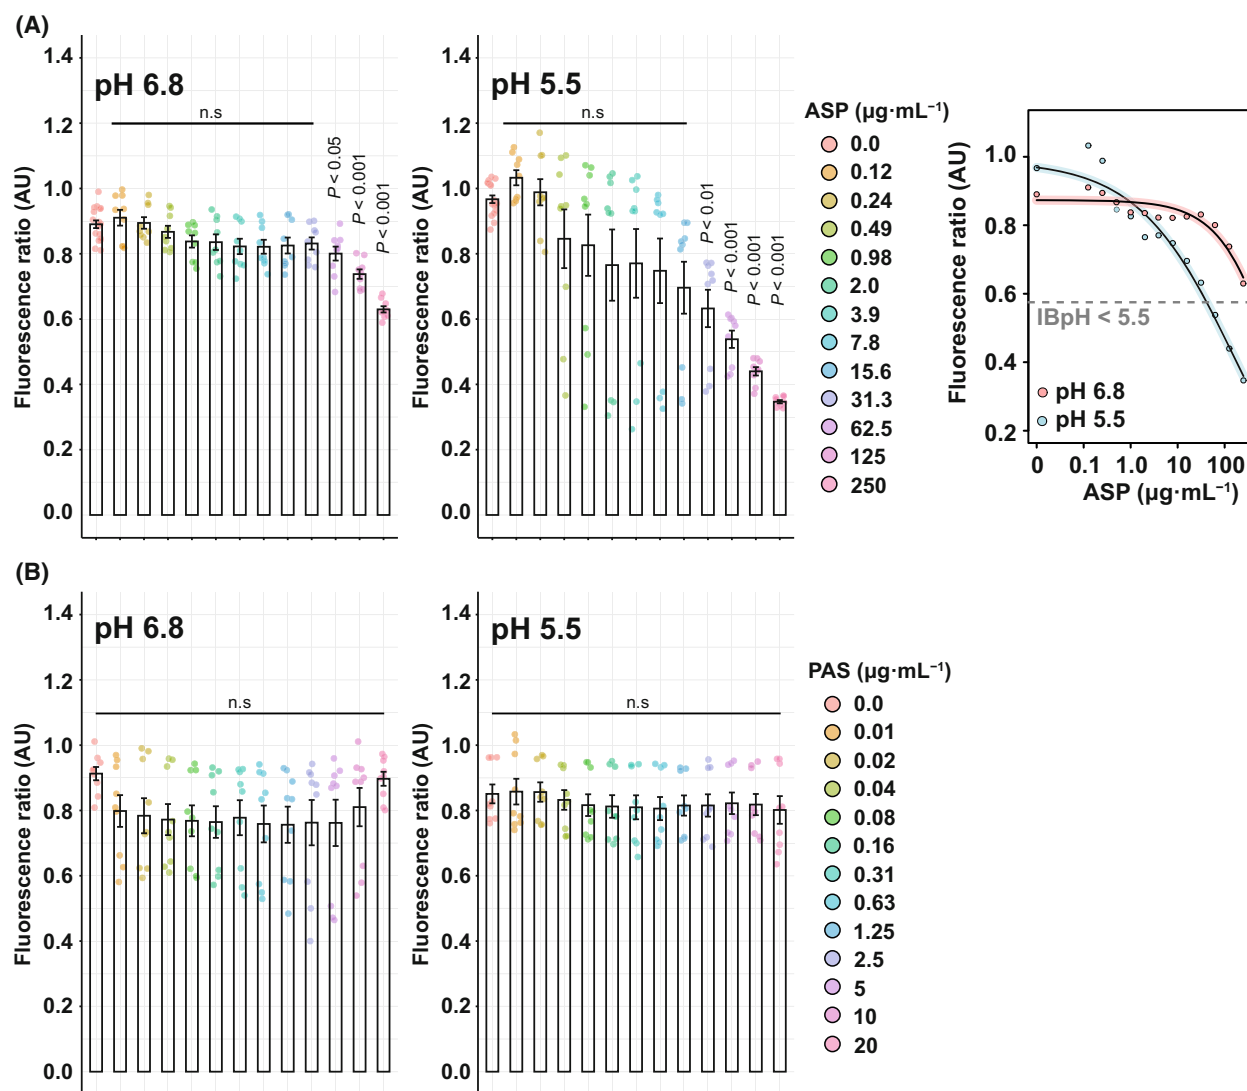 (A)
pH 6.8
n.s
P < 0.05
P < 0.001
P < 0.001
Fluorescence ratio (AU)
1.4
1.2
1.0
0.8
0.6
0.4
0.2
0.0
pH 5.5
n.s
P < 0.01
P < 0.001
P < 0.001
P < 0.001
Fluorescence ratio (AU)
1.4
1.2
1.0
0.8
0.6
0.4
0.2
0.0
ASP (µg·mL⁻¹)
0.0
0.12
0.24
0.49
0.98
2.0
3.9
7.8
15.6
31.3
62.5
125
250
Fluorescence ratio (AU)
1.0
0.8
0.6
0.4
0.2
IBpH < 5.5
pH 6.8
pH 5.5
0 0.1 1.0 10 100
ASP (µg·mL⁻¹)
(B)
pH 6.8
n.s
Fluorescence ratio (AU)
1.4
1.2
1.0
0.8
0.6
0.4
0.2
0.0
pH 5.5
n.s
Fluorescence ratio (AU)
1.4
1.2
1.0
0.8
0.6
0.4
0.2
0.0
PAS (µg·mL⁻¹)
0.0
0.01
0.02
0.04
0.08
0.16
0.31
0.63
1.25
2.5
5
10
20